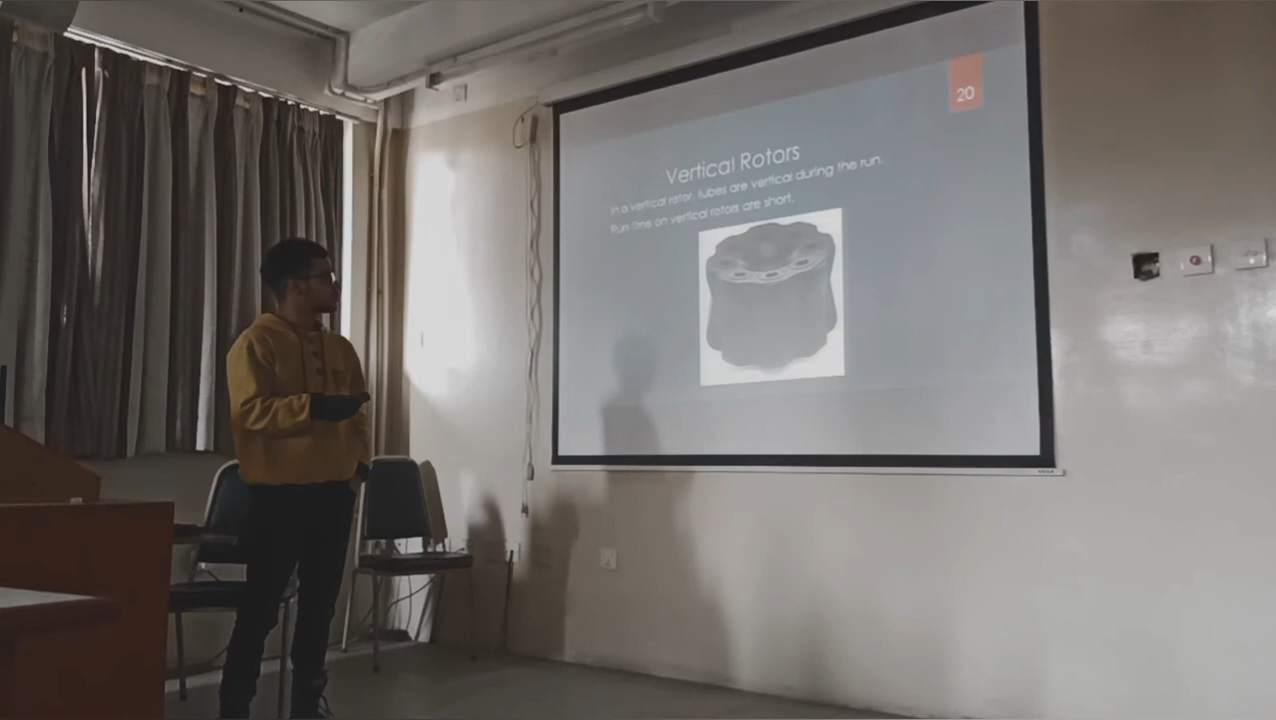 20
Vertical Rotors
In a vertical rotor, tubes are vertical during the run.
Run time on vertical rotors are short.